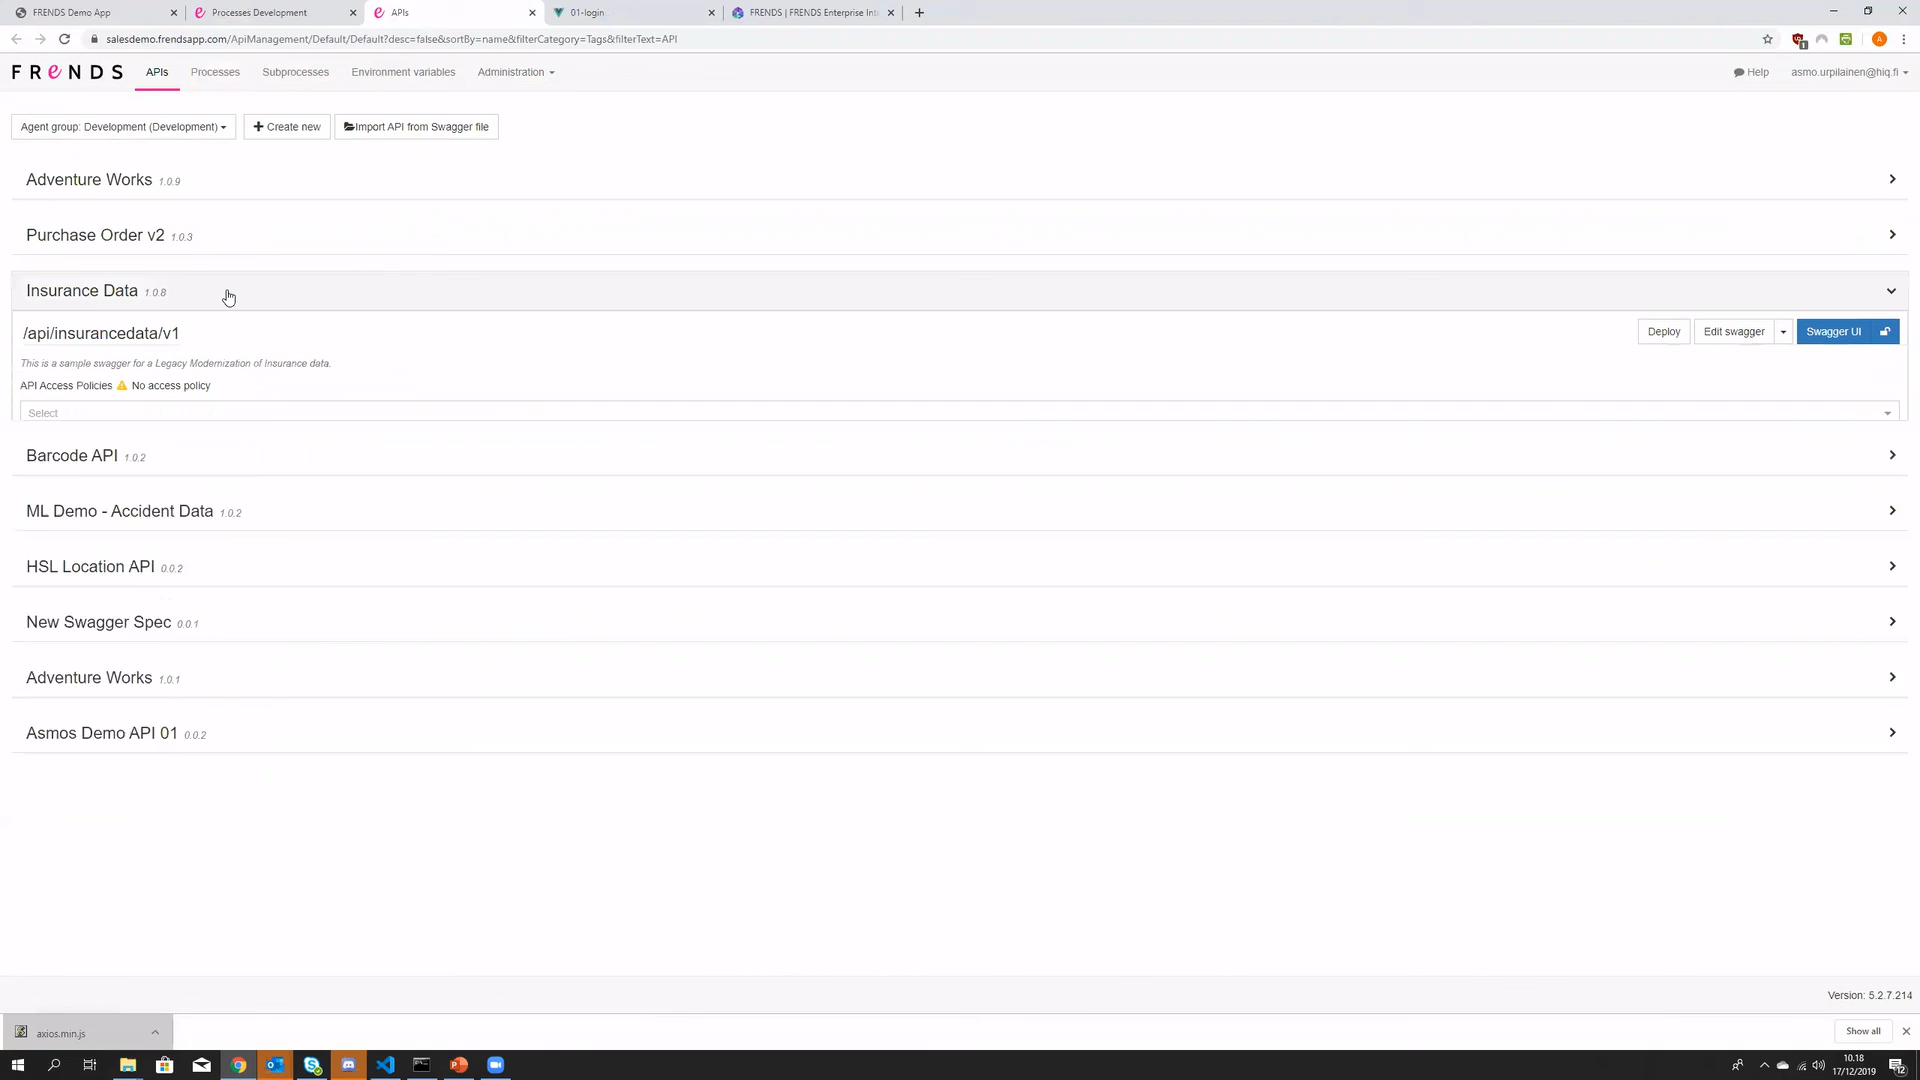 FRENDS Demo App
Processes Development
APIs
01-login
FRENDS | FRENDS Enterprise Int
salesdemo.frendsapp.com/ApiManagement/Default/Default?desc=false&sortBy=name&filterCategory=Tags&filterText=API
FRENDS
APIs
Processes
Subprocesses
Environment variables
Administration
Help
asmo.urpilainen@hiq.fi
Agent group: Development (Development)
Create new
Import API from Swagger file
Adventure Works 1.0.9
Purchase Order v2 1.0.3
Insurance Data 1.0.8
/api/insurancedata/v1
Deploy
Edit swagger
Swagger UI
This is a sample swagger for a Legacy Modernization of Insurance data.
API Access Policies No access policy
Select
Barcode API 1.0.2
ML Demo - Accident Data 1.0.2
HSL Location API 0.0.2
New Swagger Spec 0.0.1
Adventure Works 1.0.1
Asmos Demo API 01 0.0.2
Version: 5.2.7.214
axios.min.js
Show all
10.18
17/12/2019